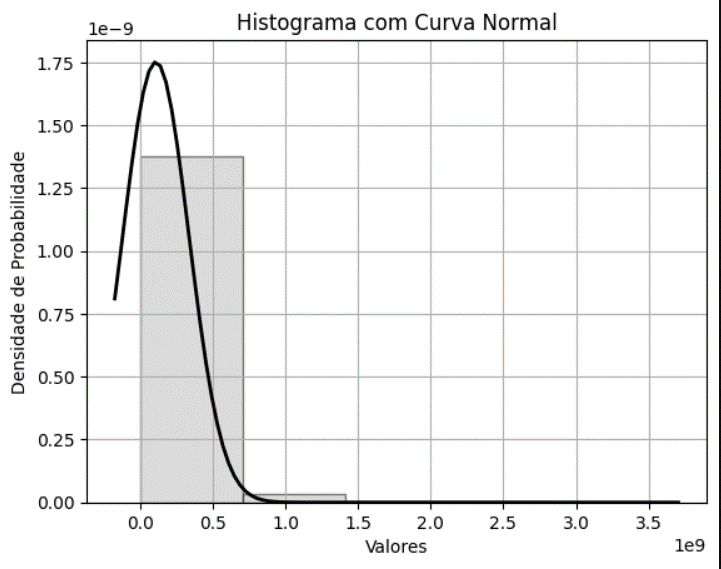 Histograma com Curva Normal
1e−9
1.75
1.50
1.25
1.00
0.75
0.50
0.25
0.00
Densidade de Probabilidade
0.0 0.5 1.0 1.5 2.0 2.5 3.0 3.5
Valores
1e9